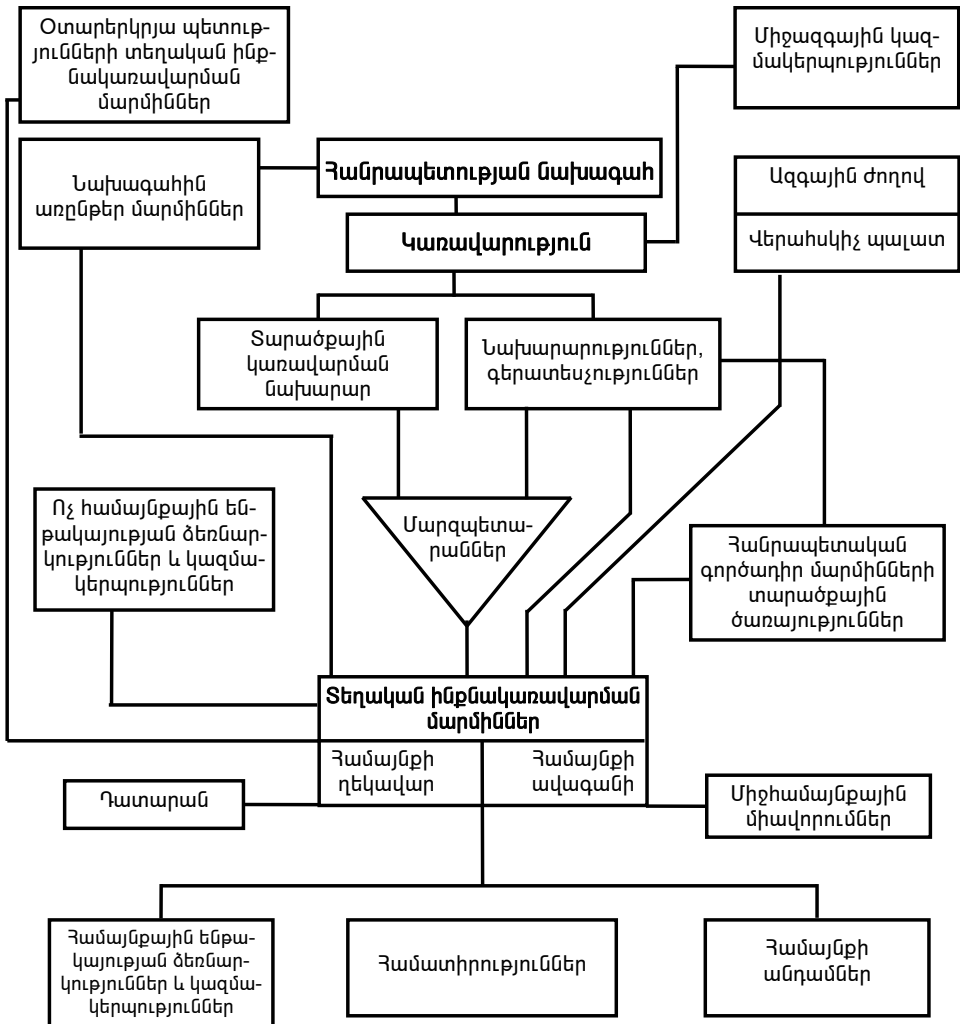 Օտարերկրյա պետութ-
յունների տեղական ինք-
նակառավարման
մարմիններ
Միջազգային կազ-
մակերպություններ
Հանրապետության նախագահ
Նախագահին
առընթեր մարմիններ
Ազգային ժողով
Կառավարություն
Վերահսկիչ պալատ
Տարածքային
կառավարման
նախարար
Նախարարություններ,
գերատեսչություններ
Ոչ համայնքային են-
թակայության ձեռնար-
կություններ և կազմա-
կերպություններ
Մարզպետա-
րաններ
Հանրապետական
գործադիր մարմինների
տարածքային
ծառայություններ
Տեղական ինքնակառավարման
մարմիններ
Համայնքի
ղեկավար
Համայնքի
ավագանի
Դատարան
Միջհամայնքային
միավորումներ
Համայնքային ենթա-
կայության ձեռնար-
կություններ և կազմա-
կերպություններ
Համատիրություններ
Համայնքի
անդամներ